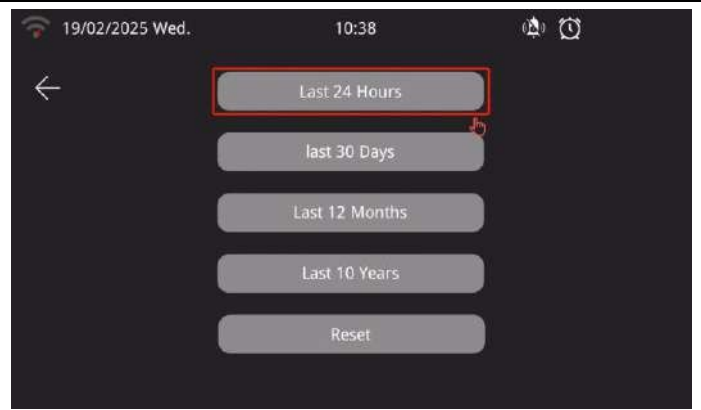 19/02/2025 Wed. 10:38
Last 24 Hours
last 30 Days
Last 12 Months
Last 10 Years
Reset